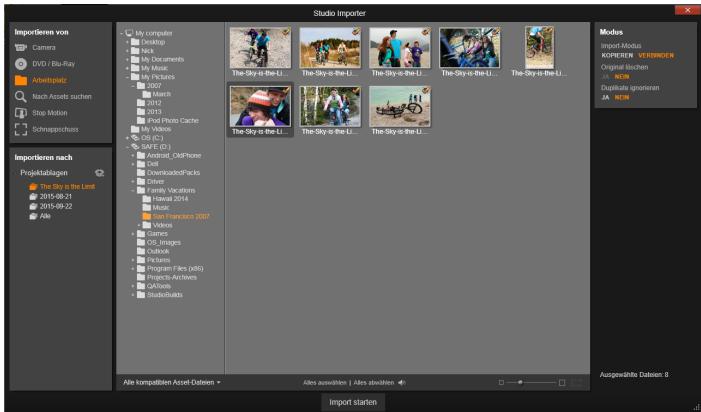 Studio Importer
Importieren von
Camera
DVD / Blu-Ray
Arbeitsplatz
Nach Assets suchen
Stop Motion
Schnappschuss
Importieren nach
Projektablagen
The Sky is the Limit
2015-08-21
2015-09-22
Alle
My computer
Desktop
Nick
My Documents
My Music
My Pictures
2007
March
2012
2013
iPod Photo Cache
My Videos
OS (C:)
SAFE (D:)
Android_OldPhone
Dell
DownloadedPacks
Driver
Family Vacations
Hawaii 2014
Music
San Francisco 2007
Videos
Games
OS_Images
Outlook
Pictures
Program Files (x86)
Projects-Archives
QATools
StudioBuilds
The-Sky-is-the-Li... The-Sky-is-the-Li... The-Sky-is-the-Li... The-Sky-is-the-Li... The-Sky-is-the-Li...
The-Sky-is-the-Li... The-Sky-is-the-Li... The-Sky-is-the-Li...
Modus
Import-Modus
KOPIEREN VERBINDEN
Original löschen
JA NEIN
Duplikate ignorieren
JA NEIN
Ausgewählte Dateien: 8
Alle kompatiblen Asset-Dateien
Alles auswählen | Alles abwählen
Import starten